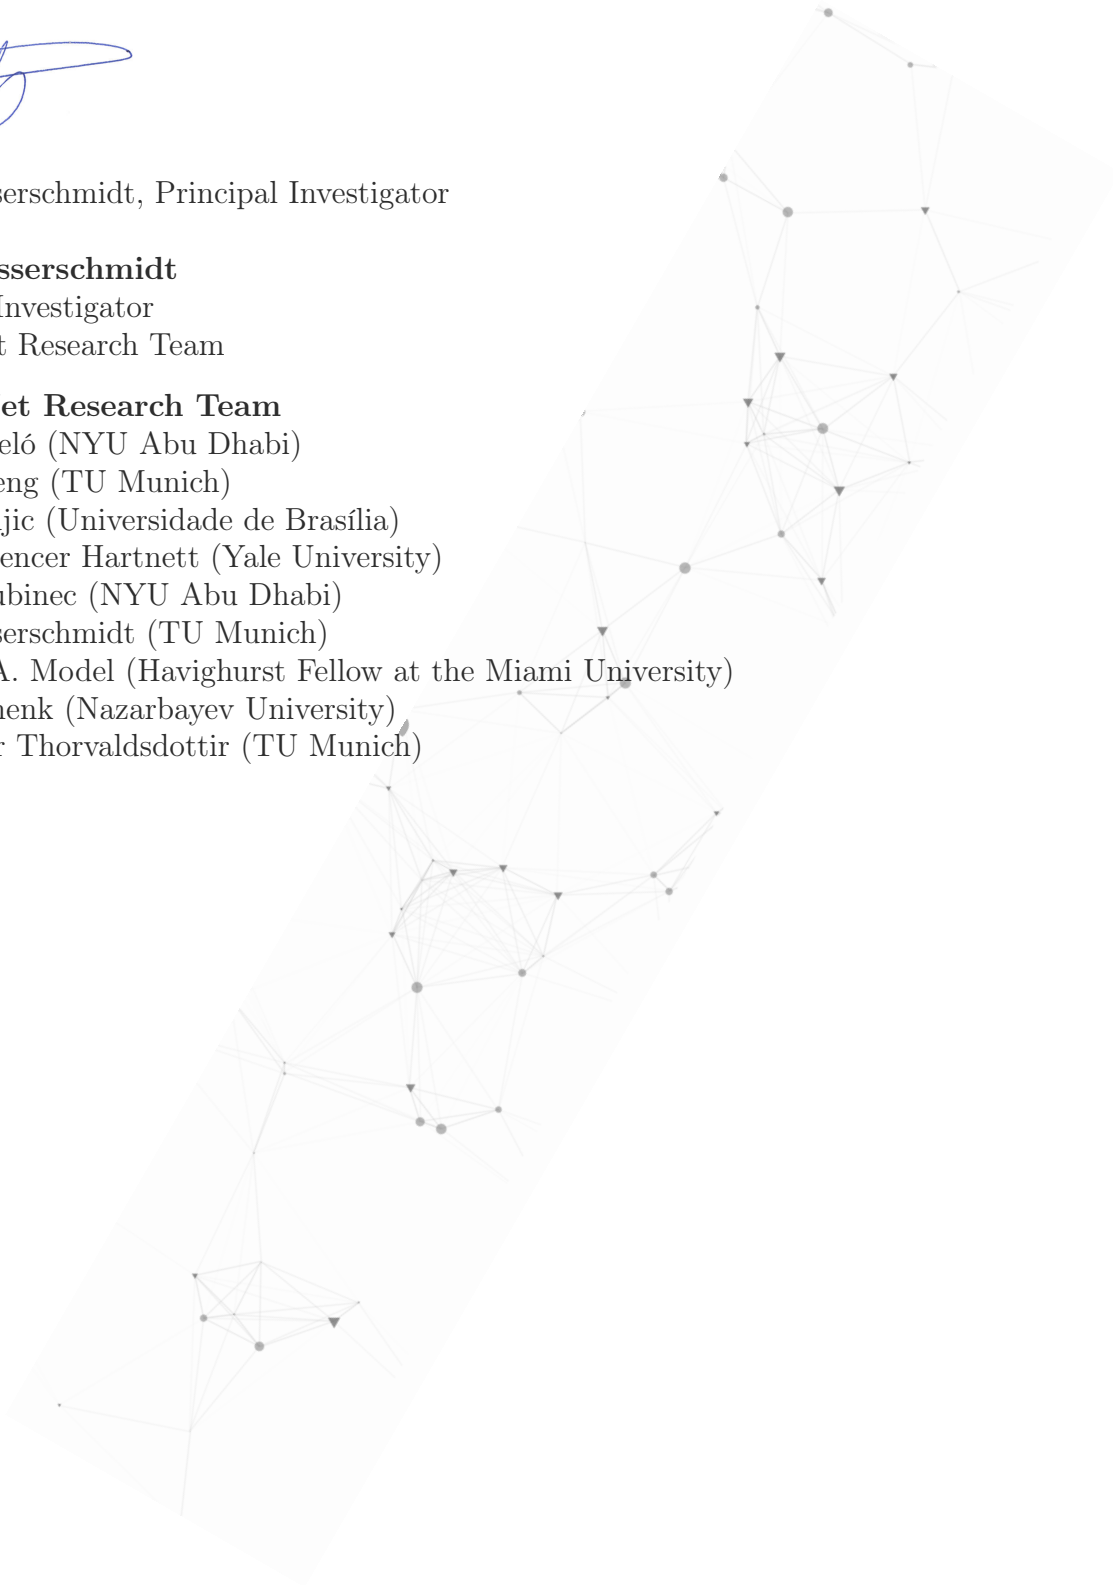 serschmidt, Principal Investigator
sserschmidt
Investigator
t Research Team
et Research Team
eló (NYU Abu Dhabi)
eng (TU Munich)
jic (Universidade de Brasília)
encer Hartnett (Yale University)
ubinec (NYU Abu Dhabi)
serschmidt (TU Munich)
A. Model (Havighurst Fellow at the Miami University)
henk (Nazarbayev University)
r Thorvaldsdottir (TU Munich)